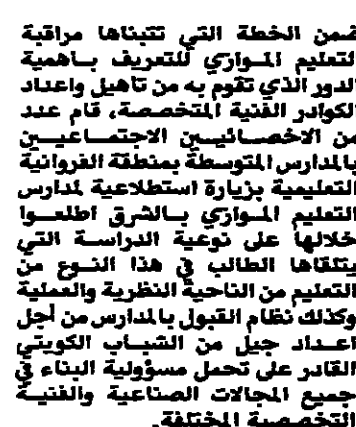 ضمن الخطة التي تتبناها مراقبة
التعليم الموازي للتعريف بأهمية
الدور الذي تقوم به من تاهيل واعداد
الكوادر الفنية المتخصصة، قام عدد
من الاخصائيين الاجتماعيين
بالمدارس المتوسطة بمنطقة الفروانية
التعليمية بزيارة استطلاعية لمدارس
التعليم الموازي بالشرق اطلعوا
خلالها على نوعية الدراسة التي
يتلقاها الطالب في هذا النوع من
التعليم من الناحية النظرية والعملية
وكذلك نظام القبول بالمدارس من أجل
اعداد جيل من الشباب الكويتي
القادر على تحمل مسؤولية البناء في
جميع المجالات الصناعية والفنية
التخصصية المختلفة.